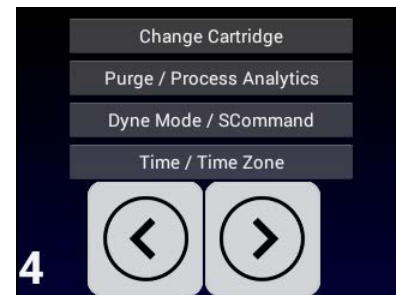 Change Cartridge
Purge / Process Analytics
Dyne Mode / SCommand
Time / Time Zone
4